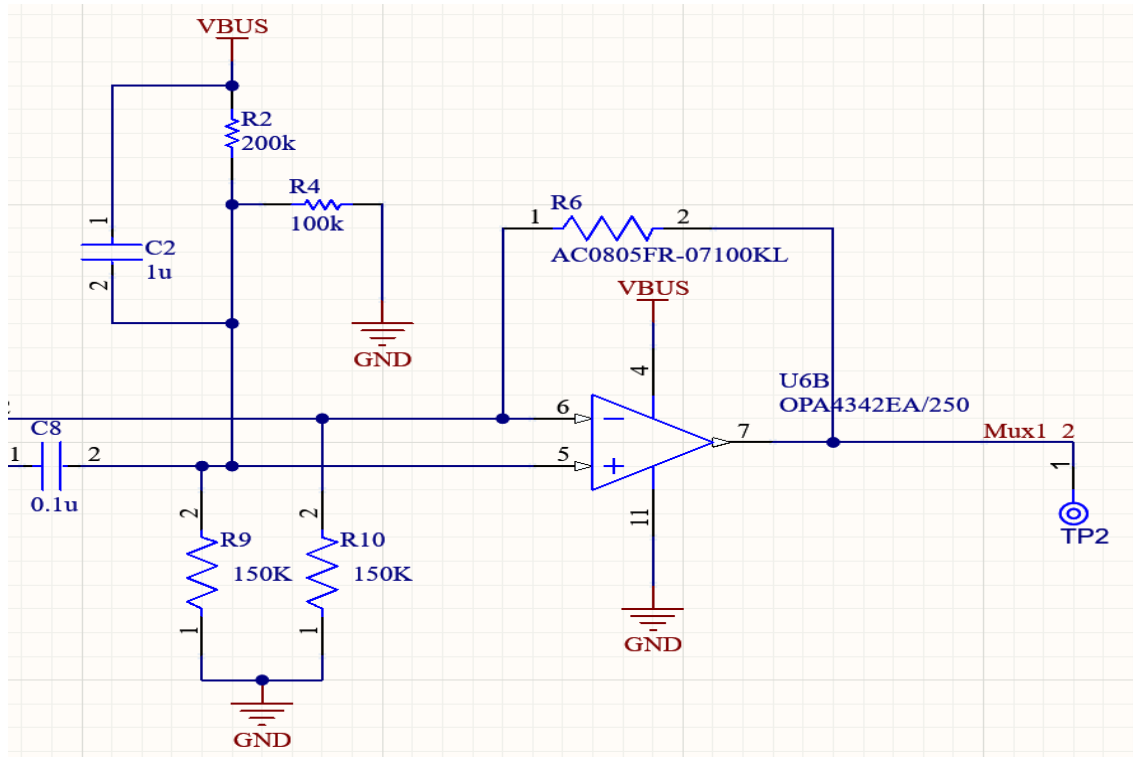 VBUS
R2
200k
R4
100k
1
C2
1u
2
GND
R6
1
2
AC0805FR-07100KL
VBUS
4
U6B
OPA4342EA/250
6
7
Mux1_2
5
11
GND
1
TP2
C8
1
2
0.1u
2
R9
150K
1
2
R10
150K
1
GND